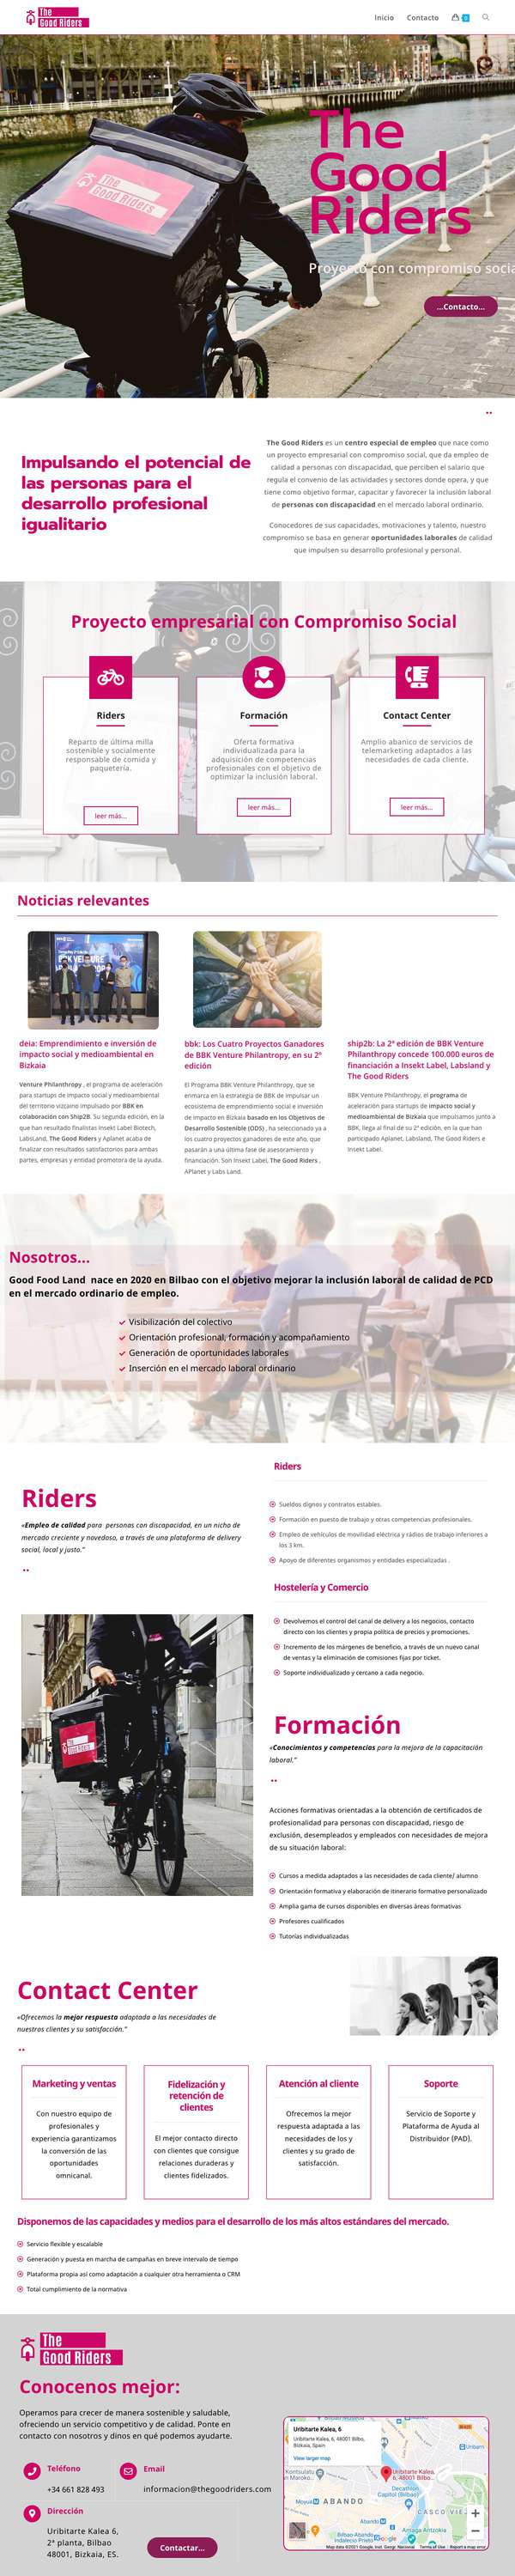 The
Good Riders
Inicio
Contacto
0
The
Good Riders
The
Good
Riders
Proyecto con compromiso socia
...Contacto...
Impulsando el potencial de
las personas para el
desarrollo profesional
igualitario
The Good Riders es un centro especial de empleo que nace como
un proyecto empresarial con compromiso social, que da empleo de
calidad a personas con discapacidad, que perciben el salario que
regula el convenio de las actividades y sectores donde opera, y que
tiene como objetivo formar, capacitar y favorecer la inclusión laboral
de personas con discapacidad en el mercado laboral ordinario.
Conocedores de sus capacidades, motivaciones y talento, nuestro
compromiso se basa en generar oportunidades laborales de calidad
que impulsen su desarrollo profesional y personal.
Proyecto empresarial con Compromiso Social
Riders
Reparto de última milla
sostenible y socialmente
responsable de comida y
paquetería.
leer más...
Formación
Oferta formativa
individualizada para la
adquisición de competencias
profesionales con el objetivo de
optimizar la inclusión laboral.
leer más...
Contact Center
Amplio abanico de servicios de
telemarketing adaptados a las
necesidades de cada cliente.
leer más...
Noticias relevantes
deia: Emprendimiento e inversión de
impacto social y medioambiental en
Bizkaia
Venture Philanthropy , el programa de aceleración
para startups de impacto social y medioambiental
del territorio vizcaino impulsado por BBK en
colaboración con Ship2B. Su segunda edición, en la
que han resultado finalistas Insekt Label Biotech,
LabsLand, The Good Riders y Aplanet acaba de
finalizar con resultados satisfactorios para ambas
partes, empresas y entidad promotora de la ayuda.
bbk: Los Cuatro Proyectos Ganadores
de BBK Venture Philantropy, en su 2ª
edición
El Programa BBK Venture Philanthropy, que se
enmarca en la estrategia de BBK de impulsar un
ecosistema de emprendimiento social e inversión
de impacto en Bizkaia basado en los Objetivos de
Desarrollo Sostenible (ODS) , ha seleccionado ya a
los cuatro proyectos ganadores de este año, que
pasarán a una última fase de asesoramiento y
financiación. Son Insekt Label, The Good Riders ,
APlanet y Labs Land.
ship2b: La 2ª edición de BBK Venture
Philanthropy concede 100.000 euros de
financiación a Insekt Label, Labsland y
The Good Riders
BBK Venture Philanthropy, el programa de
aceleración para startups de impacto social y
medioambiental de Bizkaia que impulsamos junto a
BBK, llega al final de su 2ª edición, en la que han
participado Aplanet, Labsland, The Good Riders e
Insekt Label.
Nosotros...
Good Food Land nace en 2020 en Bilbao con el objetivo mejorar la inclusión laboral de calidad de PCD
en el mercado ordinario de empleo.
Visibilización del colectivo
Orientación profesional, formación y acompañamiento
Generación de oportunidades laborales
Inserción en el mercado laboral ordinario
Riders
«Empleo de calidad para personas con discapacidad, en un nicho de
mercado creciente y novedoso, a través de una plataforma de delivery
social, local y justo."
Riders
Sueldos dignos y contratos estables.
Formación en puesto de trabajo y otras competencias profesionales.
Empleo de vehículos de movilidad eléctrica y rádios de trabajo inferiores a
los 3 km.
Apoyo de diferentes organismos y entidades especializadas .
Hostelería y Comercio
Devolvemos el control del canal de delivery a los negocios, contacto
directo con los clientes y propia política de precios y promociones.
Incremento de los márgenes de beneficio, a través de un nuevo canal
de ventas y la eliminación de comisiones fijas por ticket.
Soporte individualizado y cercano a cada negocio.
Formación
«Conocimientos y competencias para la mejora de la capacitación
laboral."
Acciones formativas orientadas a la obtención de certificados de
profesionalidad para personas con discapacidad, riesgo de
exclusión, desempleados y empleados con necesidades de mejora
de su situación laboral:
Cursos a medida adaptados a las necesidades de cada cliente/ alumno
Orientación formativa y elaboración de itinerario formativo personalizado
Amplia gama de cursos disponibles en diversas áreas formativas
Profesores cualificados
Tutorías individualizadas
Contact Center
«Ofrecemos la mejor respuesta adaptada a las necesidades de
nuestros clientes y su satisfacción."
Marketing y ventas
Con nuestro equipo de
profesionales y
experiencia garantizamos
la conversión de las
oportunidades
omnicanal.
Fidelización y
retención de
clientes
El mejor contacto directo
con clientes que consigue
relaciones duraderas y
clientes fidelizados.
Atención al cliente
Ofrecemos la mejor
respuesta adaptada a las
necesidades de los y
clientes y su grado de
satisfacción.
Soporte
Servicio de Soporte y
Plataforma de Ayuda al
Distribuidor (PAD).
Disponemos de las capacidades y medios para el desarrollo de los más altos estándares del mercado.
Servicio flexible y escalable
Generación y puesta en marcha de campañas en breve intervalo de tiempo
Plataforma propia así como adaptación a cualquier otra herramienta o CRM
Total cumplimiento de la normativa
The
Good Riders
Conocenos mejor:
Operamos para crecer de manera sostenible y saludable,
ofreciendo un servicio competitivo y de calidad. Ponte en
contacto con nosotros y dinos en qué podemos ayudarte.
Teléfono
+34 661 828 493
Email
informacion@thegoodriders.com
Dirección
Uribitarte Kalea 6,
2ª planta, Bilbao
48001, Bizkaia, ES.
Contactar...
Uribitarte Kalea, 6
Uribitarte Kalea, 6, 48001 Bilbo,
Bizkaia, Spain
View larger map
Uribitarte Kalea,
6, 48001 Bilbo...
Decathlon
Capitol (Bilbao)
ABANDO
CASCO VIEJO
Abando
Arriaga Antzokia
Bilbao-Abando
Indalecio Prieto
Google
Terms of Use
Report a map error